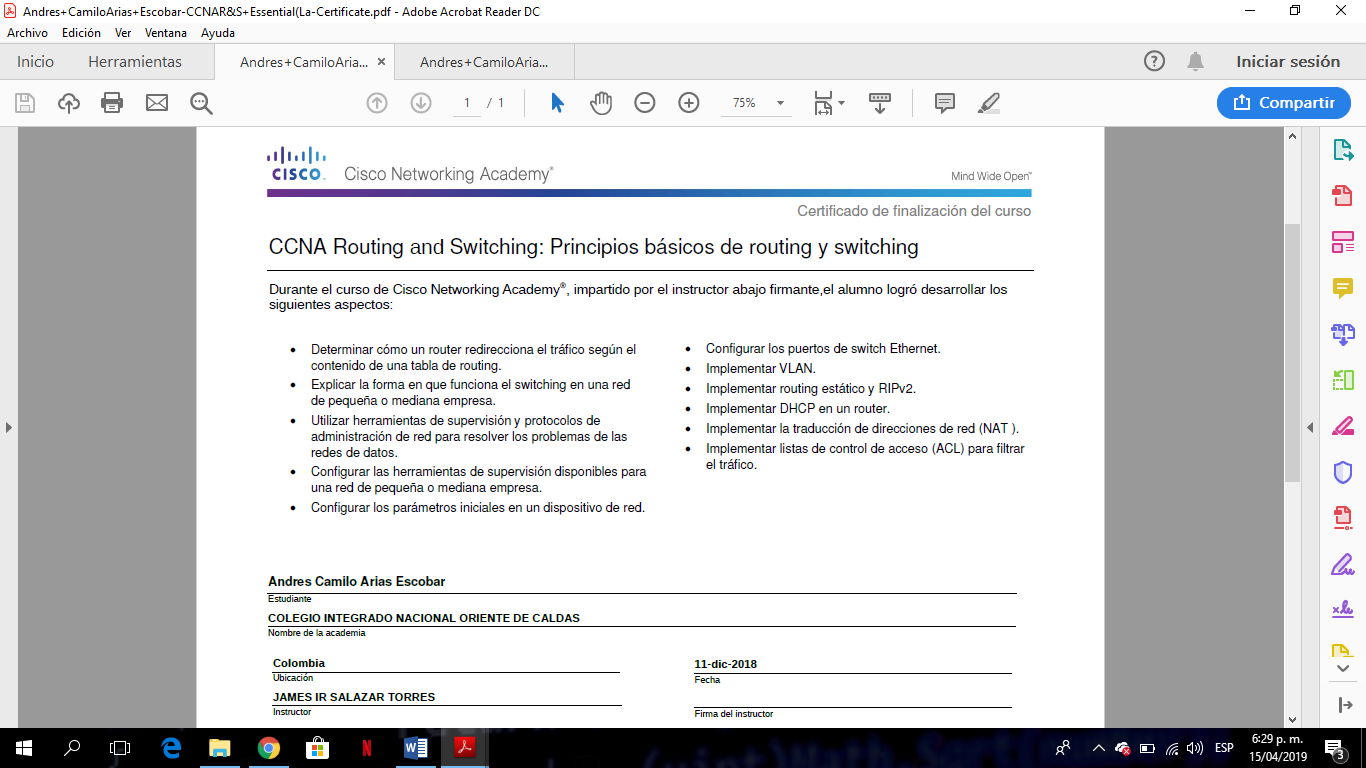 Andres+CamiloArias+Escobar-CCNAR&S+Essential(La-Certificate.pdf - Adobe Acrobat Reader DC
Archivo Edición Ver Ventana Ayuda
Inicio Herramientas Andres+CamiloAria... × Andres+CamiloAria... Iniciar sesión
1 / 1 75% Compartir
CISCO Cisco Networking Academy® Mind Wide Open™
Certificado de finalización del curso
CCNA Routing and Switching: Principios básicos de routing y switching
Durante el curso de Cisco Networking Academy®, impartido por el instructor abajo firmante,el alumno logró desarrollar los
siguientes aspectos:
• Determinar cómo un router redirecciona el tráfico según el
contenido de una tabla de routing.
• Explicar la forma en que funciona el switching en una red
de pequeña o mediana empresa.
• Utilizar herramientas de supervisión y protocolos de
administración de red para resolver los problemas de las
redes de datos.
• Configurar las herramientas de supervisión disponibles para
una red de pequeña o mediana empresa.
• Configurar los parámetros iniciales en un dispositivo de red.
• Configurar los puertos de switch Ethernet.
• Implementar VLAN.
• Implementar routing estático y RIPv2.
• Implementar DHCP en un router.
• Implementar la traducción de direcciones de red (NAT ).
• Implementar listas de control de acceso (ACL) para filtrar
el tráfico.
Andres Camilo Arias Escobar
Estudiante
COLEGIO INTEGRADO NACIONAL ORIENTE DE CALDAS
Nombre de la academia
Colombia
Ubicación
11-dic-2018
Fecha
JAMES IR SALAZAR TORRES
Instructor
Firma del instructor
ESP
6:29 p. m.
15/04/2019
3